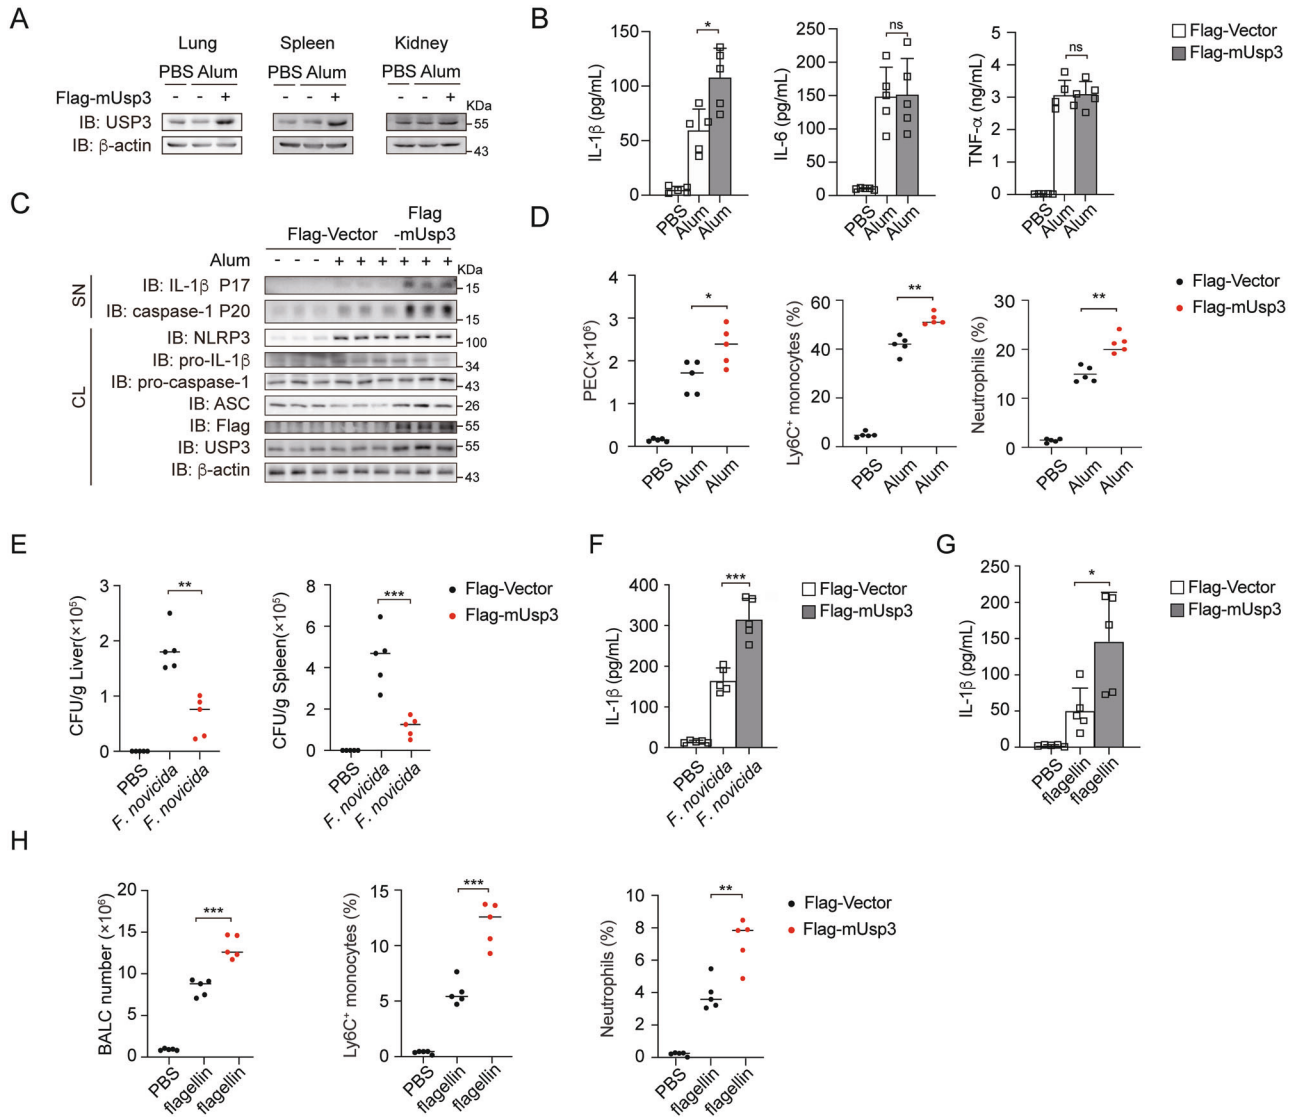 A
Lung Spleen Kidney
PBS Alum PBS Alum PBS Alum
Flag-mUsp3 - - + - - + - - + KDa
IB: USP3 55
IB: β-actin 43
B
IL-1β (pg/mL)
150
100
50
0
*
PBS
Alum
Alum
IL-6 (pg/mL)
250
200
150
100
50
0
ns
PBS
Alum
Alum
TNF-α (ng/mL)
5
4
3
2
1
0
ns
PBS
Alum
Alum
Flag-Vector
Flag-mUsp3
C
Flag-Vector
Flag
-mUsp3
Alum - - - + + + + + + KDa
SN
IB: IL-1β P17 15
IB: caspase-1 P20 15
CL
IB: NLRP3 100
IB: pro-IL-1β 34
IB: pro-caspase-1 43
IB: ASC 26
IB: Flag 55
IB: USP3 55
IB: β-actin 43
D
PEC(×10⁶)
4
3
2
1
0
*
PBS
Alum
Alum
Ly6C⁺ monocytes (%)
60
40
20
0
**
PBS
Alum
Alum
Neutrophils (%)
30
20
10
0
**
PBS
Alum
Alum
Flag-Vector
Flag-mUsp3
E
CFU/g Liver(×10⁵)
3
2
1
0
**
PBS
F. novicida
F. novicida
CFU/g Spleen(×10⁵)
8
6
4
2
0
***
PBS
F. novicida
F. novicida
Flag-Vector
Flag-mUsp3
F
IL-1β (pg/mL)
400
300
200
100
0
***
PBS
F. novicida
F. novicida
Flag-Vector
Flag-mUsp3
G
IL-1β (pg/mL)
250
200
150
100
50
0
*
PBS
flagellin
flagellin
Flag-Vector
Flag-mUsp3
H
BALC number (×10⁶)
20
15
10
5
0
***
PBS
flagellin
flagellin
Ly6C⁺ monocytes (%)
15
10
5
0
***
PBS
flagellin
flagellin
Neutrophils (%)
10
8
6
4
2
0
**
PBS
flagellin
flagellin
Flag-Vector
Flag-mUsp3